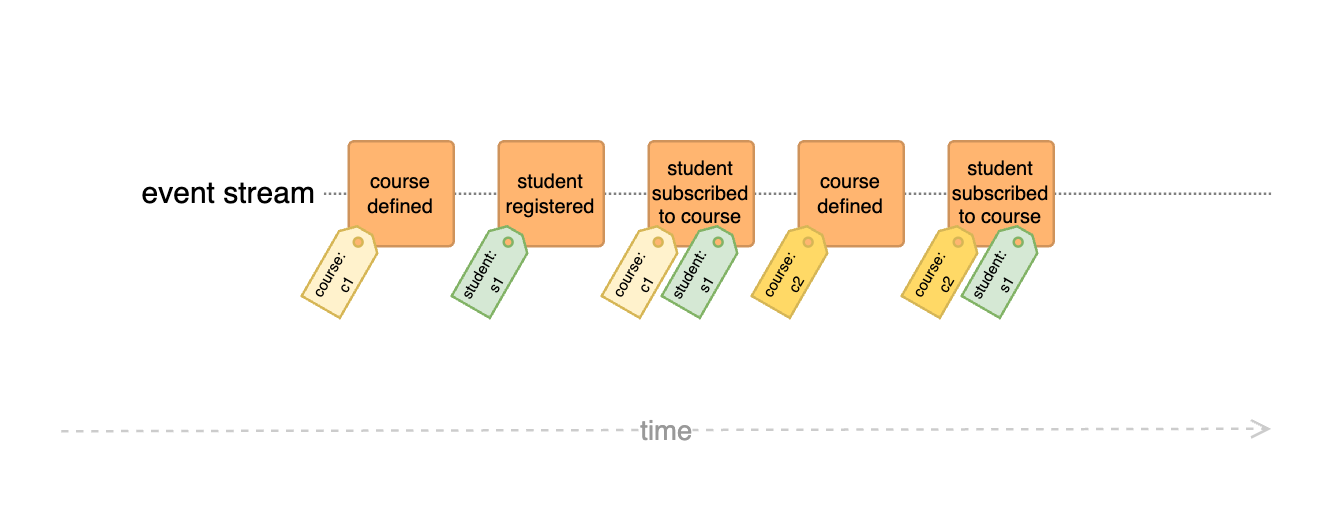 event stream
course
defined
student
registered
student
subscribed
to course
course
defined
student
subscribed
to course
course:
c1
student:
s1
course:
c1
student:
s1
course:
c2
course:
c2
student:
s1
time